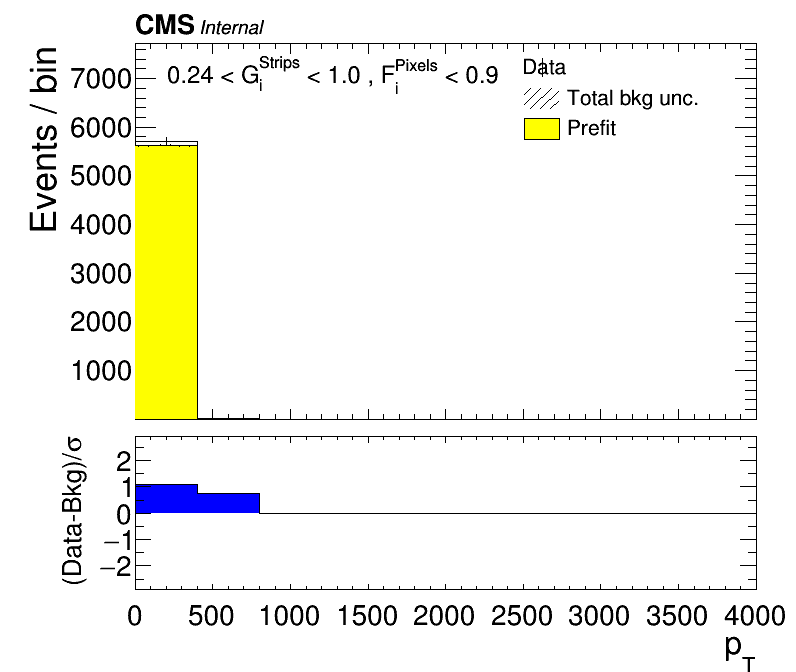 CMS Internal
0.24 < G_i^Strips < 1.0 , F_i^Pixels < 0.9
Data
Total bkg unc.
Prefit
Events / bin
7000
6000
5000
4000
3000
2000
1000
(Data-Bkg)/σ
2
1
0
−1
−2
0 500 1000 1500 2000 2500 3000 3500 4000
p_T